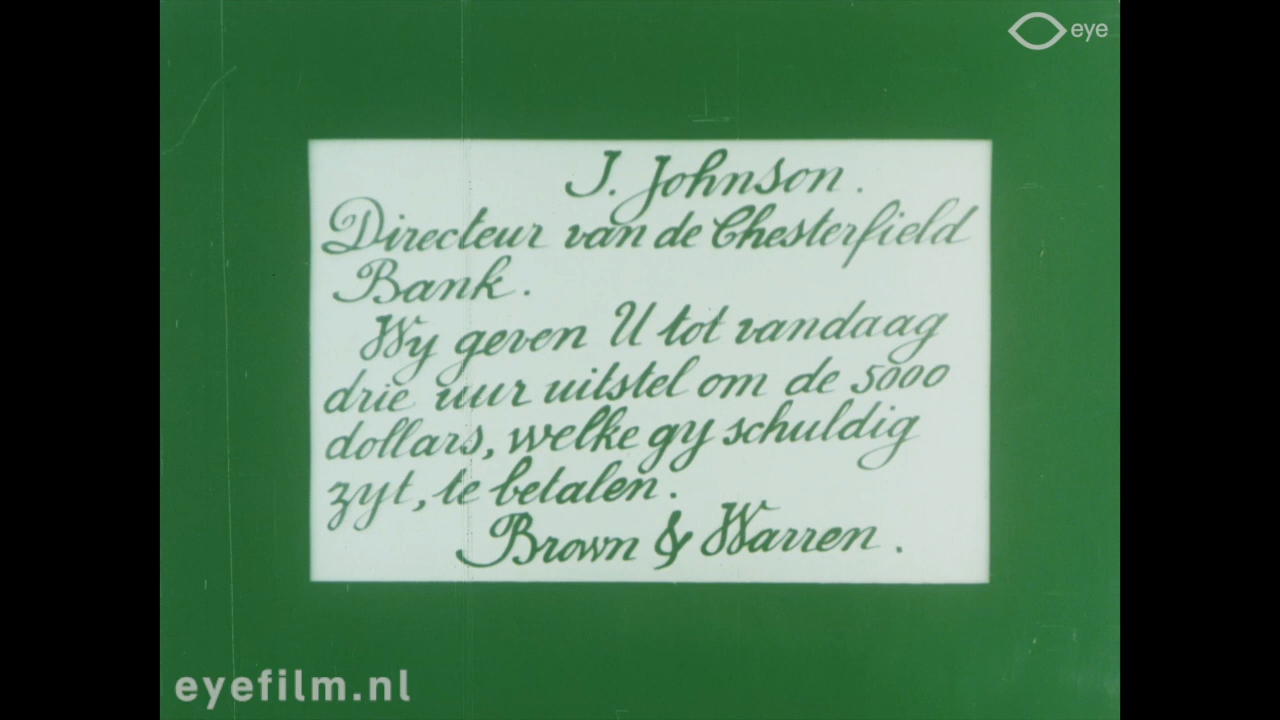 eye
J. Johnson.
Directeur van de Chesterfield
Bank.
Wy geven U tot vandaag
drie uur uitstel om de 5000
dollars, welke gy schuldig
zyt, te betalen.
Brown & Warren.
eyefilm.nl